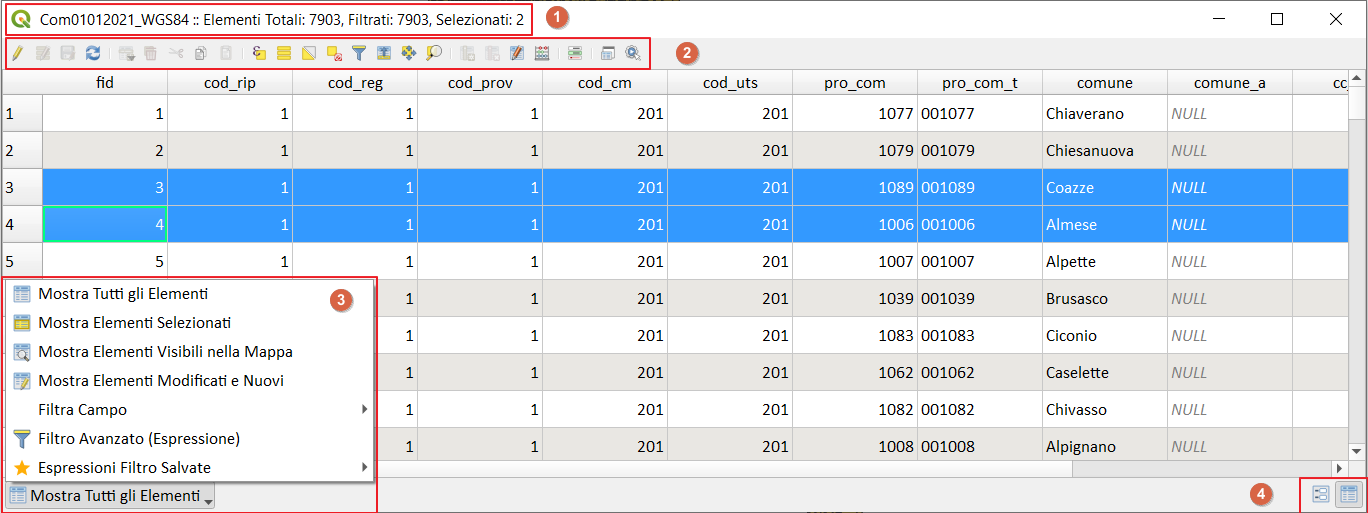 Com01012021_WGS84 :: Elementi Totali: 7903, Filtrati: 7903, Selezionati: 2
1
2
fid cod_rip cod_reg cod_prov cod_cm cod_uts pro_com pro_com_t comune comune_a cc
1 1 1 1 1 201 201 1077 001077 Chiaverano NULL
2 2 1 1 1 201 201 1079 001079 Chiesanuova NULL
3 3 1 1 1 201 201 1089 001089 Coazze NULL
4 4 1 1 1 201 201 1006 001006 Almese NULL
5 5 1 1 1 201 201 1007 001007 Alpette NULL
1 1 201 201 1039 001039 Brusasco NULL
1 1 201 201 1083 001083 Ciconio NULL
1 1 201 201 1062 001062 Caselette NULL
1 1 201 201 1082 001082 Chivasso NULL
1 1 201 201 1008 001008 Alpignano NULL
Mostra Tutti gli Elementi
3
Mostra Elementi Selezionati
Mostra Elementi Visibili nella Mappa
Mostra Elementi Modificati e Nuovi
Filtra Campo
Filtro Avanzato (Espressione)
Espressioni Filtro Salvate
Mostra Tutti gli Elementi
4